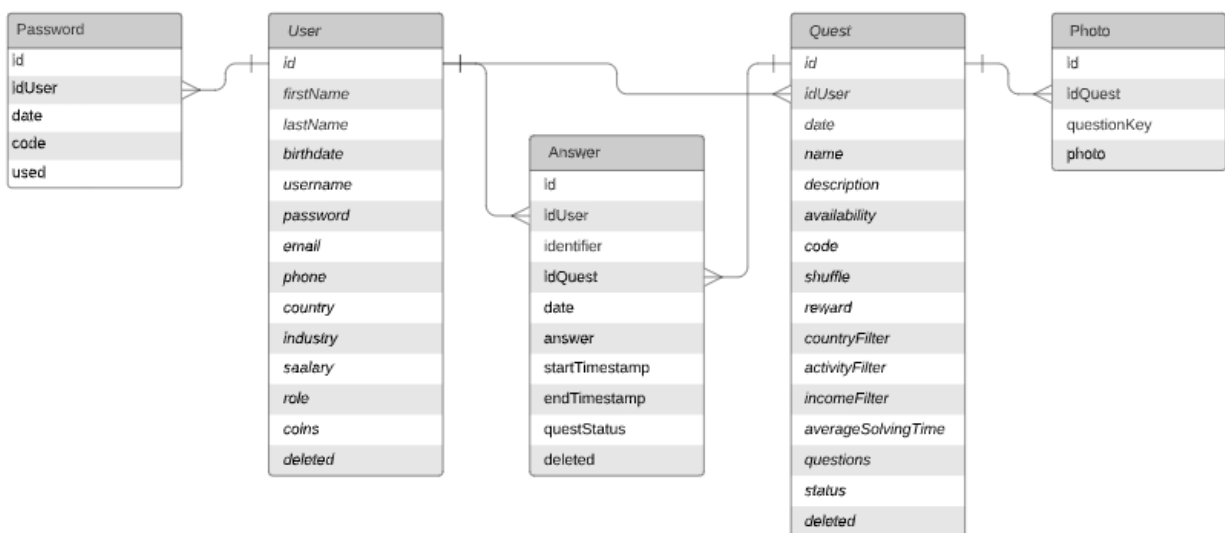 Password
id
idUser
date
code
used
User
id
firstName
lastName
birthdate
username
password
email
phone
country
industry
saalary
role
coins
deleted
Answer
id
idUser
identifier
idQuest
date
answer
startTimestamp
endTimestamp
questStatus
deleted
Quest
id
idUser
date
name
description
availability
code
shuffle
reward
countryFilter
activityFilter
incomeFilter
averageSolvingTime
questions
status
deleted
Photo
id
idQuest
questionKey
photo